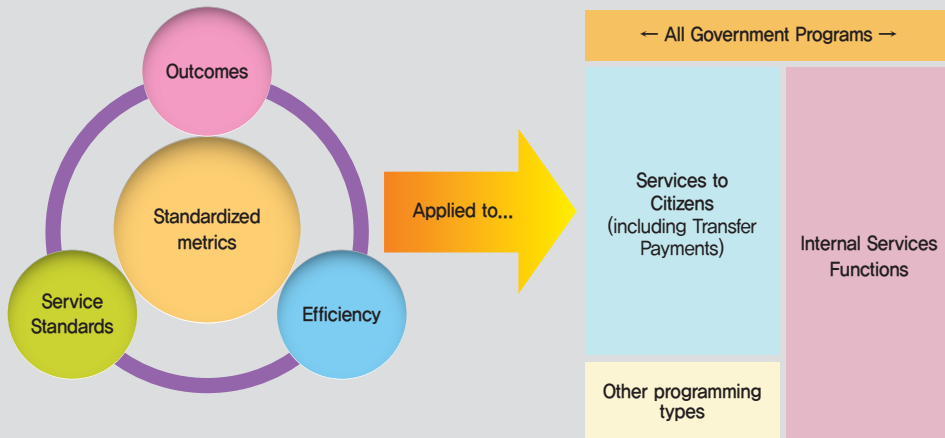 Outcomes
Standardized
metrics
Service
Standards
Efficiency
Applied to...
← All Government Programs →
Services to
Citizens
(including Transfer
Payments)
Internal Services
Functions
Other programming
types